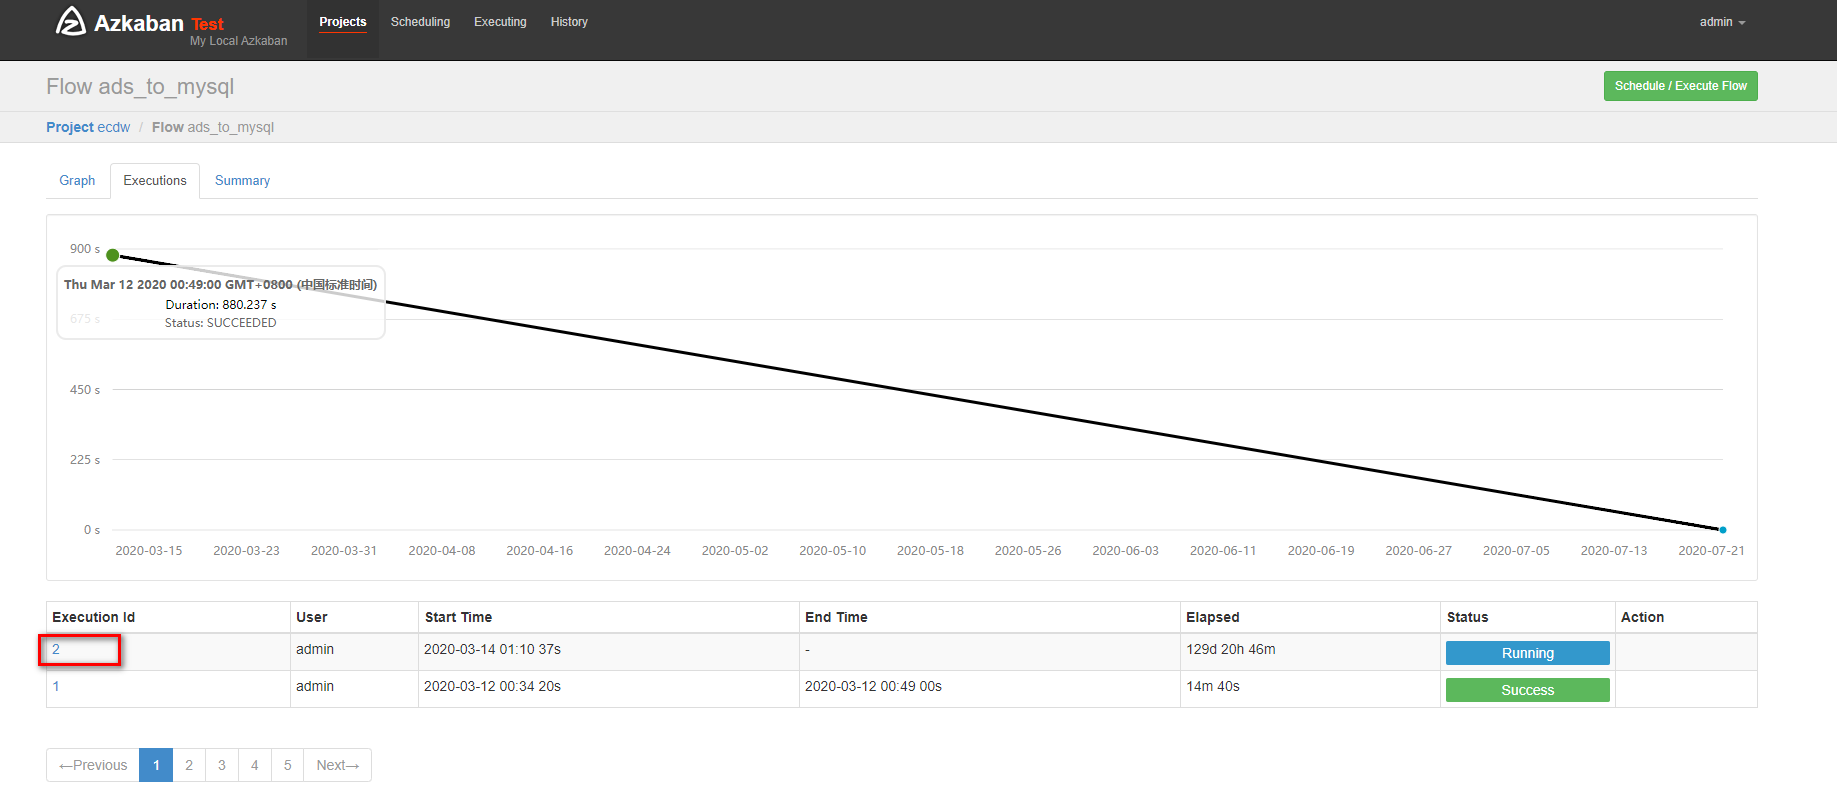 Azkaban Test
My Local Azkaban
Projects Scheduling Executing History
admin
Flow ads_to_mysql
Schedule / Execute Flow
Project ecdw / Flow ads_to_mysql
Graph Executions Summary
900 s
Thu Mar 12 2020 00:49:00 GMT+0800 (中国标准时间)
Duration: 880.237 s
675 s
Status: SUCCEEDED
450 s
225 s
0 s
2020-03-15 2020-03-23 2020-03-31 2020-04-08 2020-04-16 2020-04-24 2020-05-02 2020-05-10 2020-05-18 2020-05-26 2020-06-03 2020-06-11 2020-06-19 2020-06-27 2020-07-05 2020-07-13 2020-07-21
Execution Id User Start Time End Time Elapsed Status Action
2 admin 2020-03-14 01:10 37s - 129d 20h 46m Running
1 admin 2020-03-12 00:34 20s 2020-03-12 00:49 00s 14m 40s Success
←Previous 1 2 3 4 5 Next→